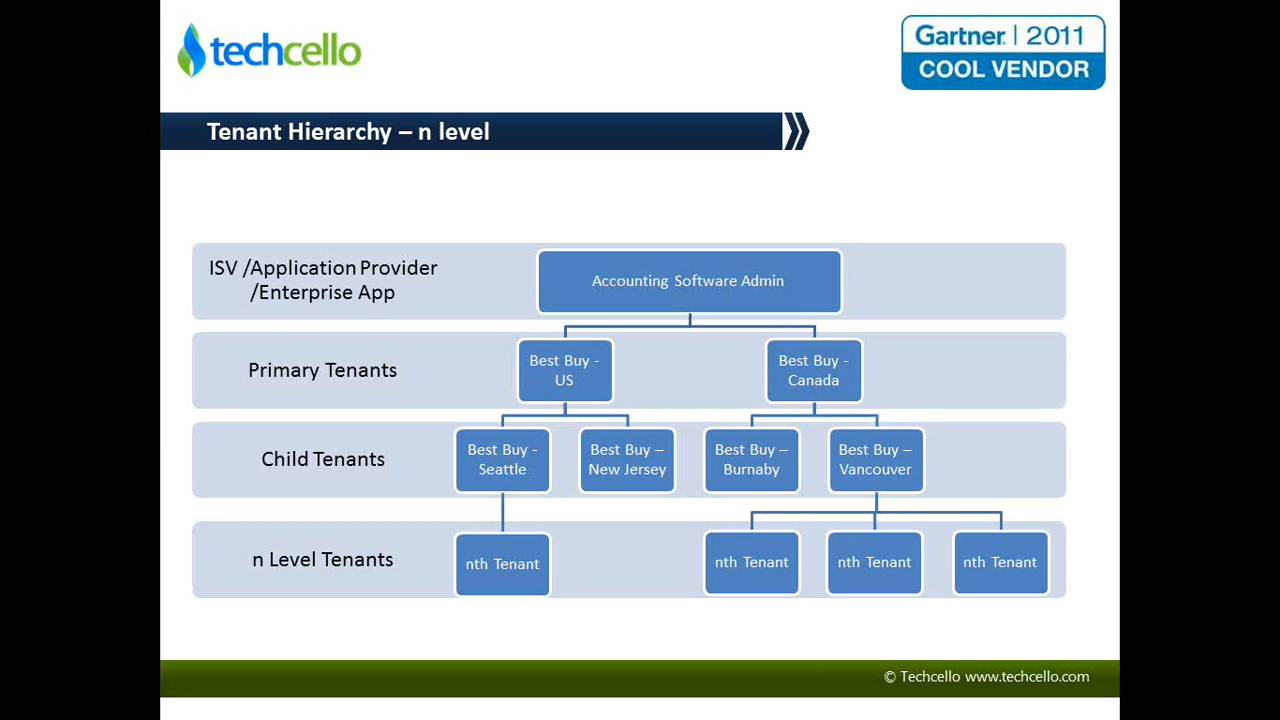 techcello
Gartner. | 2011
COOL VENDOR
Tenant Hierarchy – n level
ISV /Application Provider
/Enterprise App
Accounting Software Admin
Primary Tenants
Best Buy -
US
Best Buy -
Canada
Child Tenants
Best Buy -
Seattle
Best Buy –
New Jersey
Best Buy –
Burnaby
Best Buy –
Vancouver
n Level Tenants
nth Tenant
nth Tenant
nth Tenant
nth Tenant
© Techcello www.techcello.com